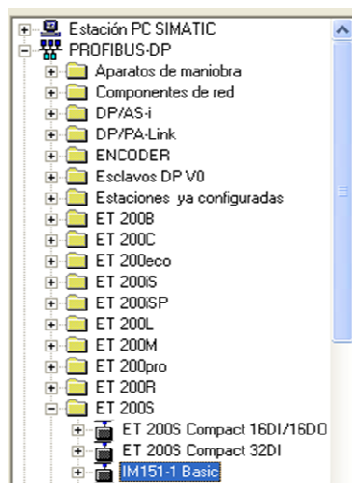 Estación PC SIMATIC
PROFIBUS-DP
Aparatos de maniobra
Componentes de red
DP/AS-i
DP/PA-Link
ENCODER
Esclavos DP V0
Estaciones ya configuradas
ET 200B
ET 200C
ET 200eco
ET 200iS
ET 200iSP
ET 200L
ET 200M
ET 200pro
ET 200R
ET 200S
ET 200S Compact 16DI/16DO
ET 200S Compact 32DI
IM151-1 Basic